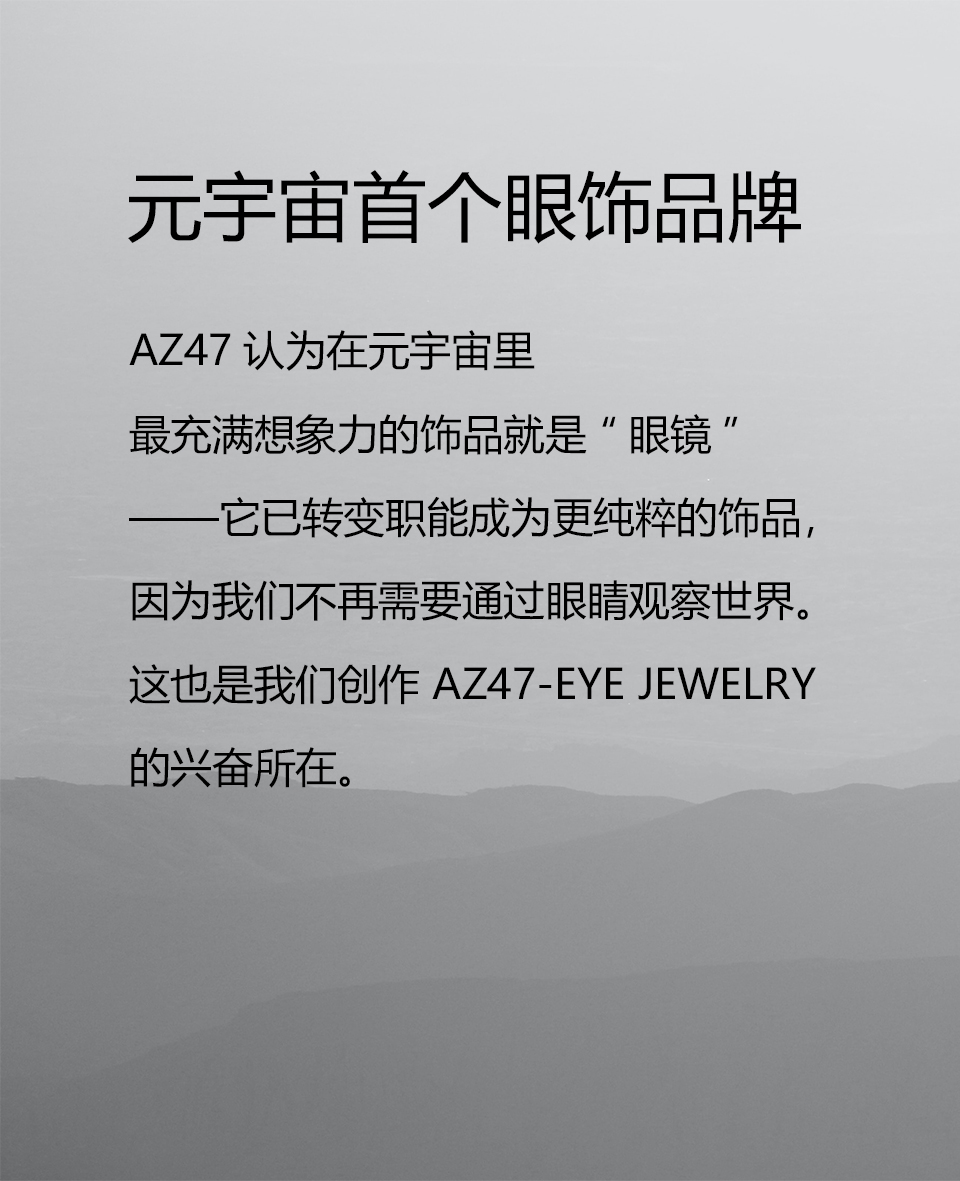 元宇宙首个眼饰品牌
AZ47 认为在元宇宙里
最充满想象力的饰品就是“眼镜”
——它已转变职能成为更纯粹的饰品，
因为我们不再需要通过眼睛观察世界。
这也是我们创作 AZ47-EYE JEWELRY
的兴奋所在。